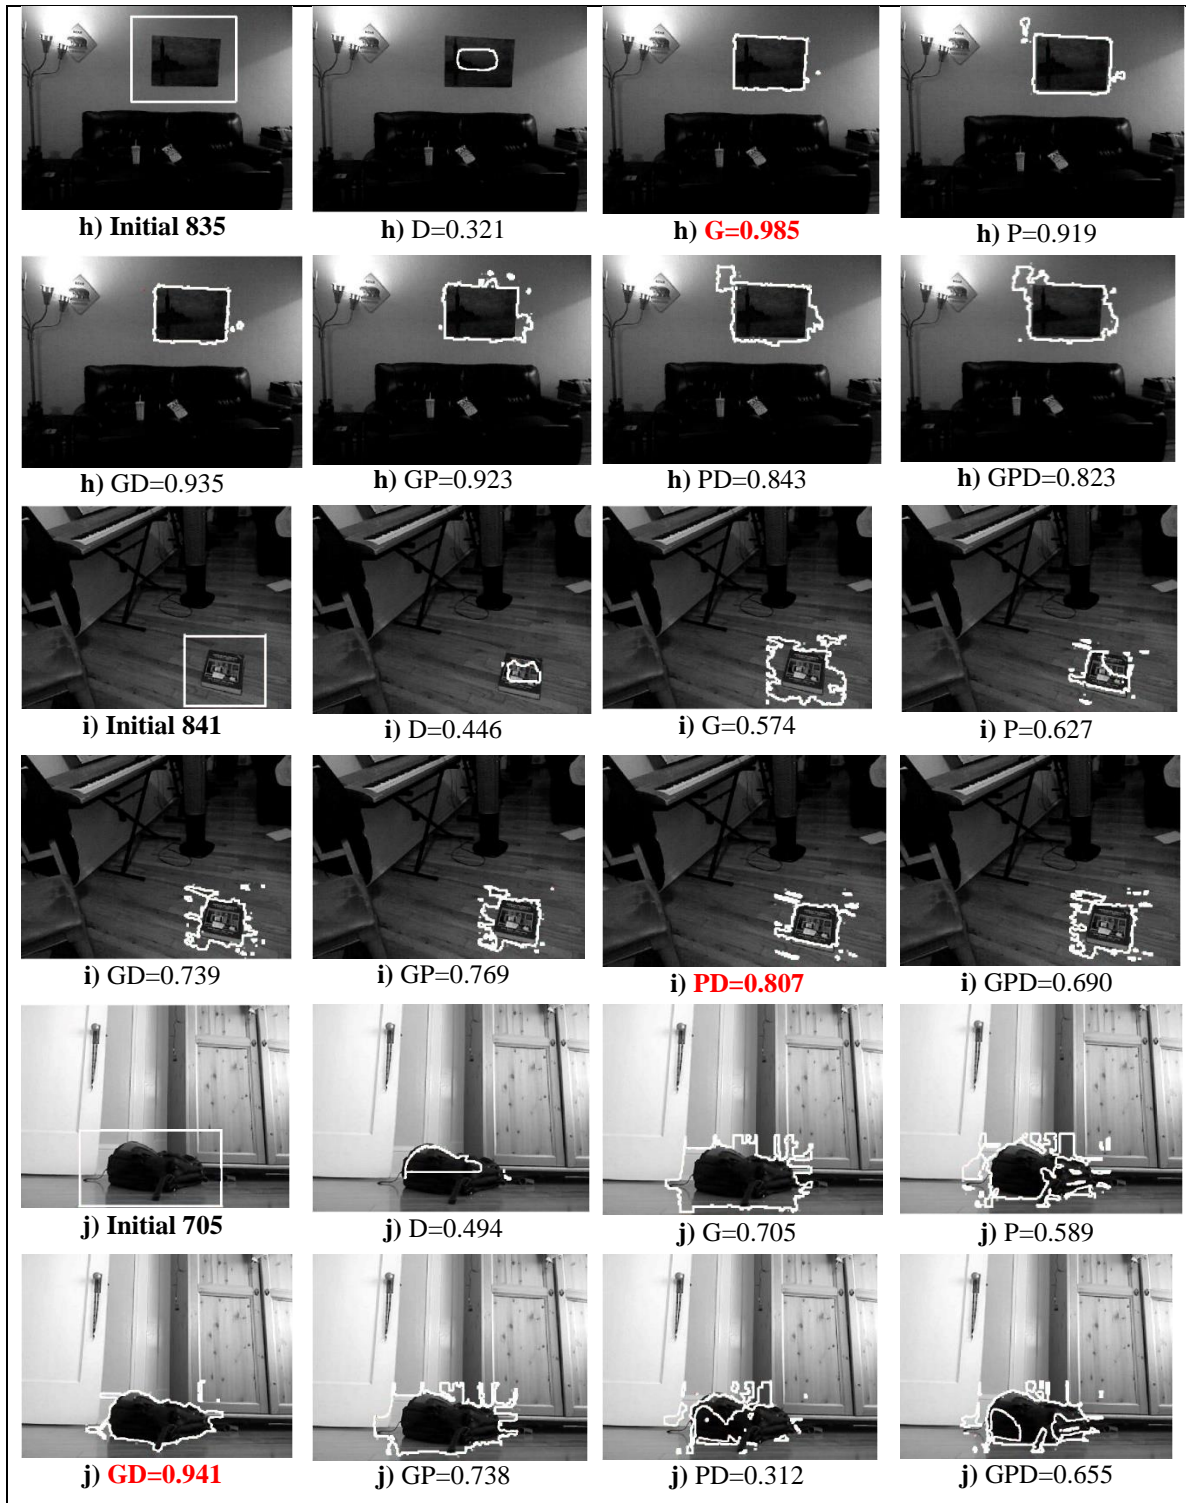 h) Initial 835
h) D=0.321
h) G=0.985
h) P=0.919
h) GD=0.935
h) GP=0.923
h) PD=0.843
h) GPD=0.823
i) Initial 841
i) D=0.446
i) G=0.574
i) P=0.627
i) GD=0.739
i) GP=0.769
i) PD=0.807
i) GPD=0.690
j) Initial 705
j) D=0.494
j) G=0.705
j) P=0.589
j) GD=0.941
j) GP=0.738
j) PD=0.312
j) GPD=0.655